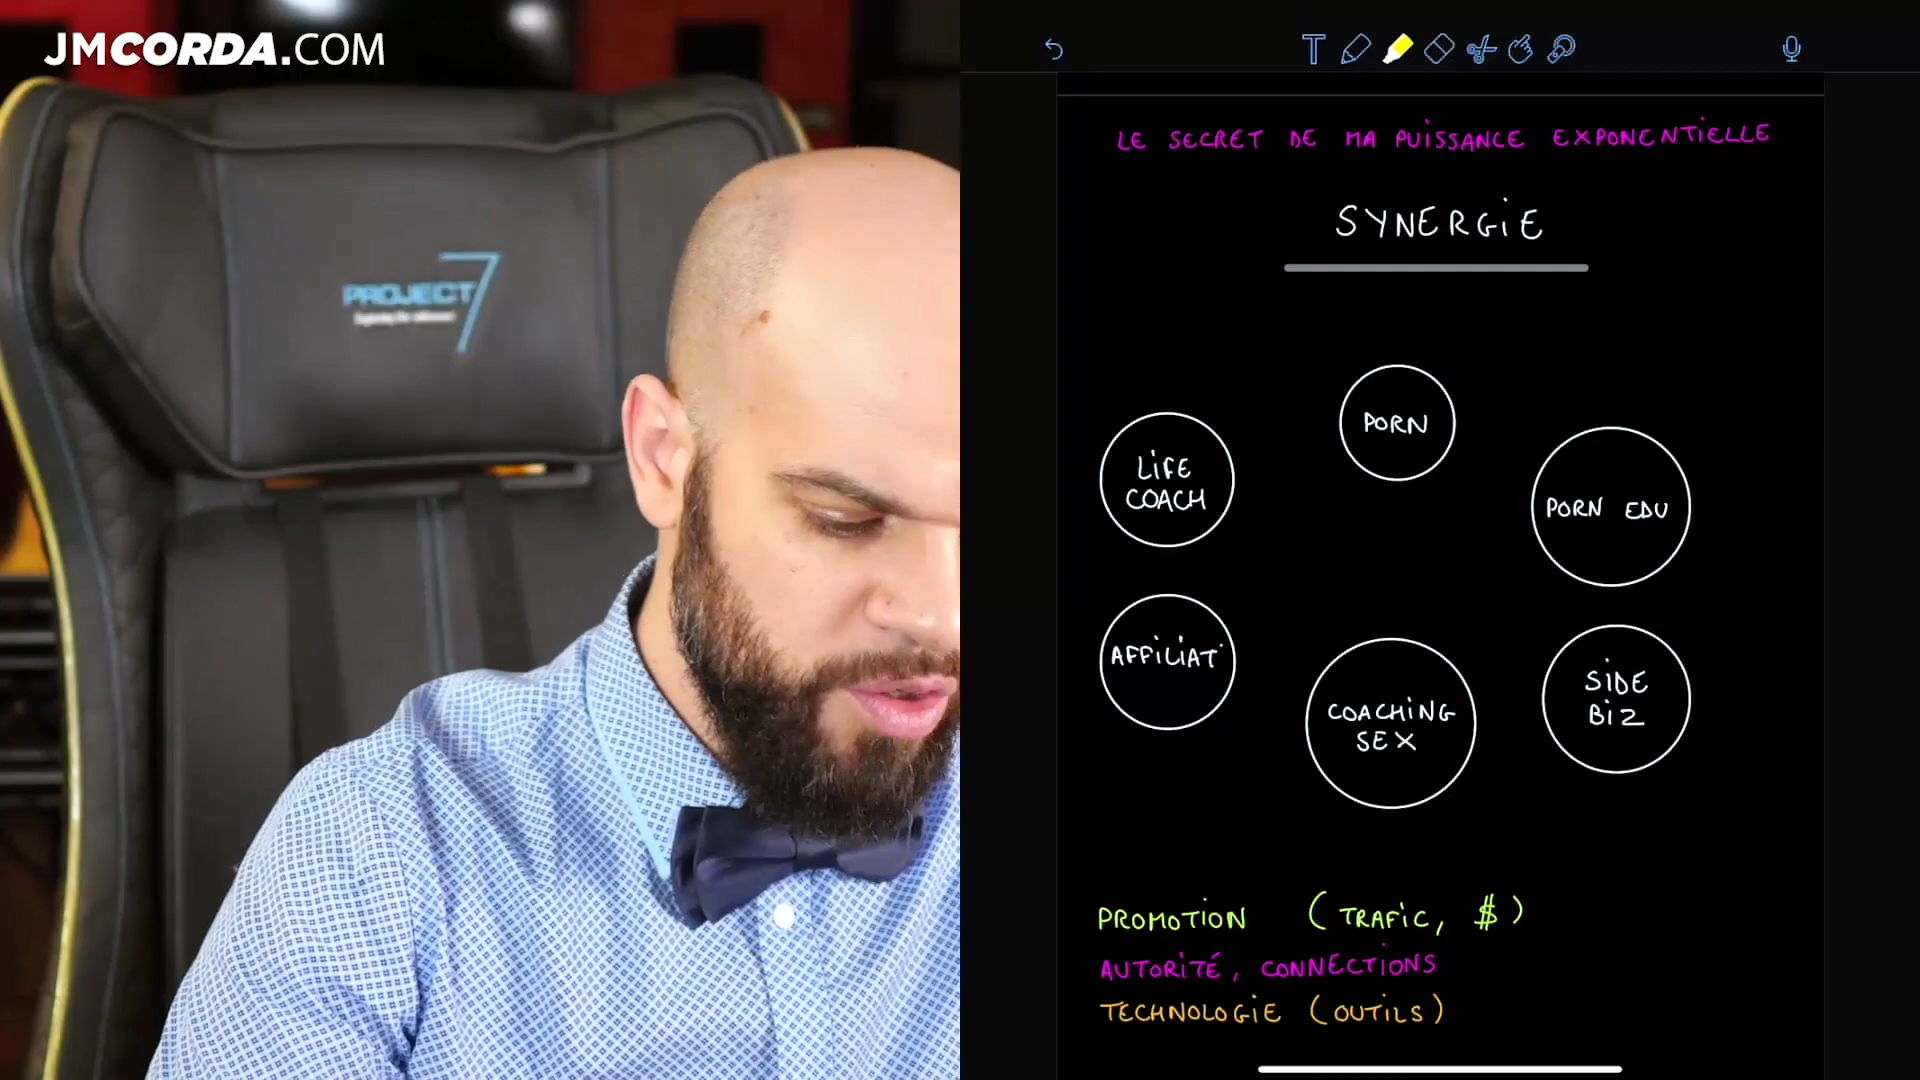 JMCORDA.COM
PROJECT 7
LE SECRET DE MA PUISSANCE EXPONENTIELLE
SYNERGIE
PORN
LIFE
COACH
PORN EDU
AFFILIAT°
COACHING
SEX
SIDE
BIZ
PROMOTION (TRAFIC, $)
AUTORITÉ, CONNECTIONS
TECHNOLOGIE (OUTILS)